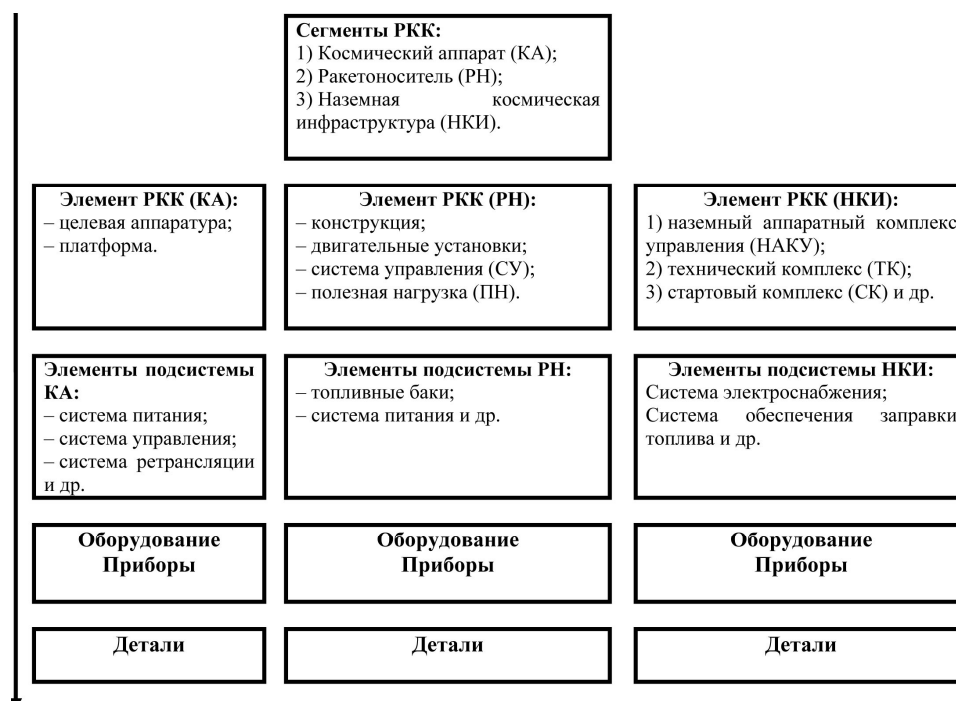 Сегменты РКК:
1) Космический аппарат (КА);
2) Ракетоноситель (РН);
3) Наземная космическая
инфраструктура (НКИ).
Элемент РКК (КА):
– целевая аппаратура;
– платформа.
Элемент РКК (РН):
– конструкция;
– двигательные установки;
– система управления (СУ);
– полезная нагрузка (ПН).
Элемент РКК (НКИ):
1) наземный аппаратный комплекс
управления (НАКУ);
2) технический комплекс (ТК);
3) стартовый комплекс (СК) и др.
Элементы подсистемы
КА:
– система питания;
– система управления;
– система ретрансляции
и др.
Элементы подсистемы РН:
– топливные баки;
– система питания и др.
Элементы подсистемы НКИ:
Система электроснабжения;
Система обеспечения заправки
топлива и др.
Оборудование
Приборы
Оборудование
Приборы
Оборудование
Приборы
Детали
Детали
Детали